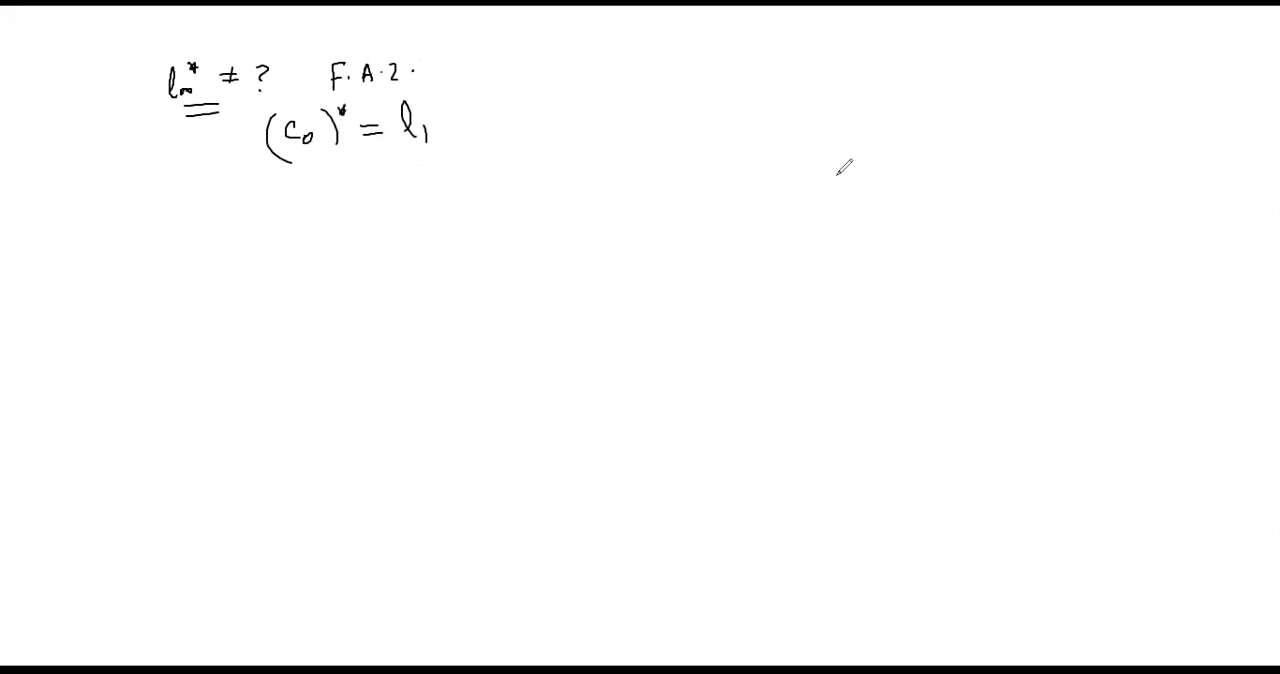 l∞* ≠ ? F.A.2.
(c₀)* = l₁